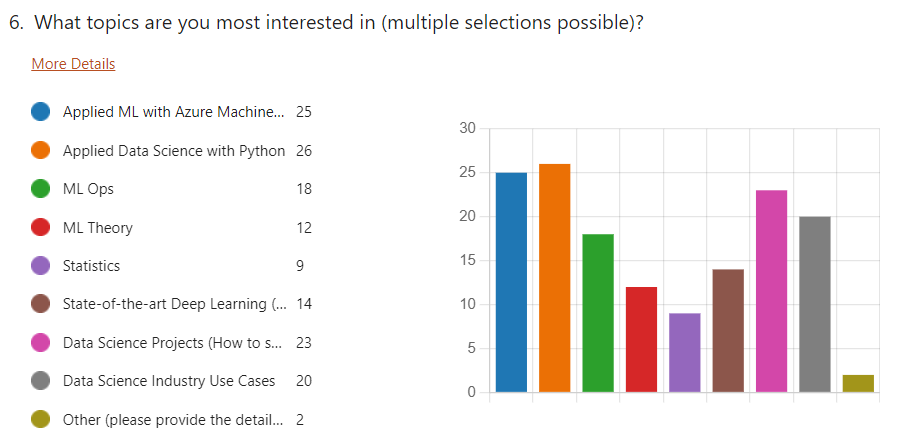 6. What topics are you most interested in (multiple selections possible)?
More Details
Applied ML with Azure Machine... 25
Applied Data Science with Python 26
ML Ops 18
ML Theory 12
Statistics 9
State-of-the-art Deep Learning (... 14
Data Science Projects (How to s... 23
Data Science Industry Use Cases 20
Other (please provide the detail... 2
30
25
20
15
10
5
0